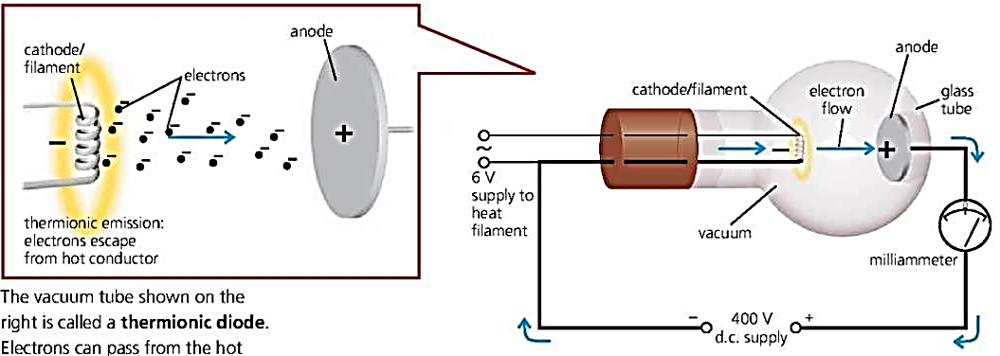 cathode/
filament
electrons
anode
thermionic emission:
electrons escape
from hot conductor
The vacuum tube shown on the
right is called a thermionic diode.
Electrons can pass from the hot
cathode/filament
electron
flow
anode
glass
tube
~
6 V
supply to
heat
filament
vacuum
milliammeter
− 400 V +
d.c. supply